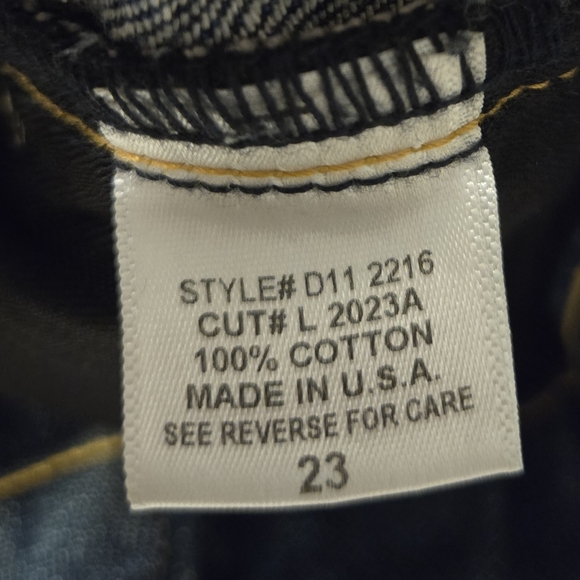 STYLE# D11 2216
CUT# L 2023A
100% COTTON
MADE IN U.S.A.
SEE REVERSE FOR CARE
23